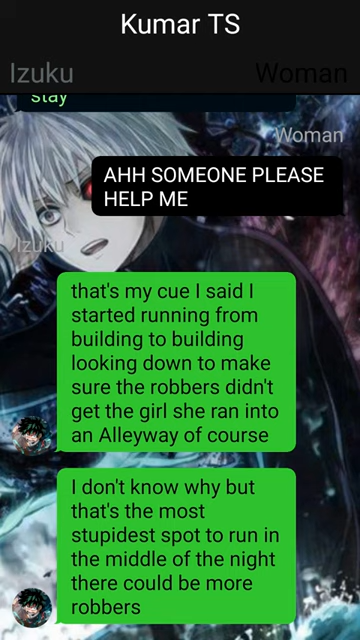 Kumar TS
Izuku
Woman
stay
Woman
AHH SOMEONE PLEASE
HELP ME
Izuku
that's my cue I said I
started running from
building to building
looking down to make
sure the robbers didn't
get the girl she ran into
an Alleyway of course
I don't know why but
that's the most
stupidest spot to run in
the middle of the night
there could be more
robbers